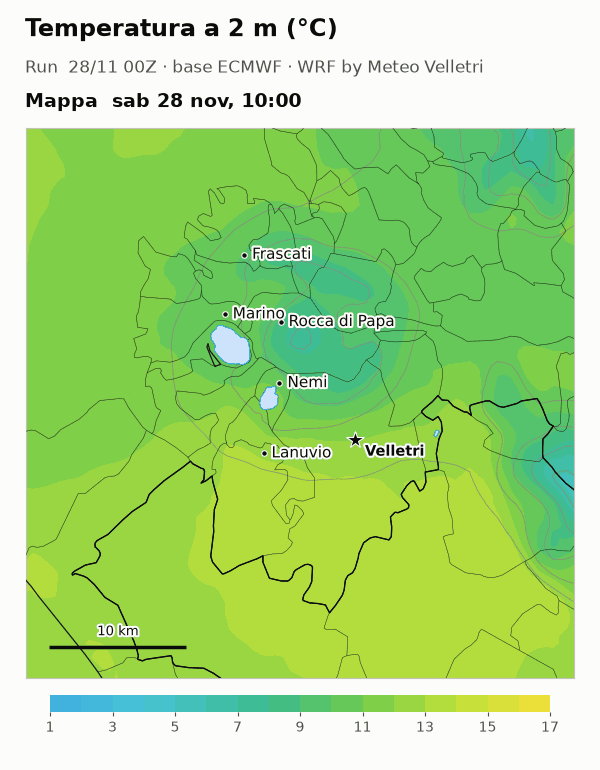 Temperatura a 2 m (°C)
Run  28/11 00Z · base ECMWF · WRF by Meteo Velletri
Mappa  sab 28 nov, 10:00
Frascati
Marino
Rocca di Papa
Nemi
Velletri
Lanuvio
10 km
1 3 5 7 9 11 13 15 17